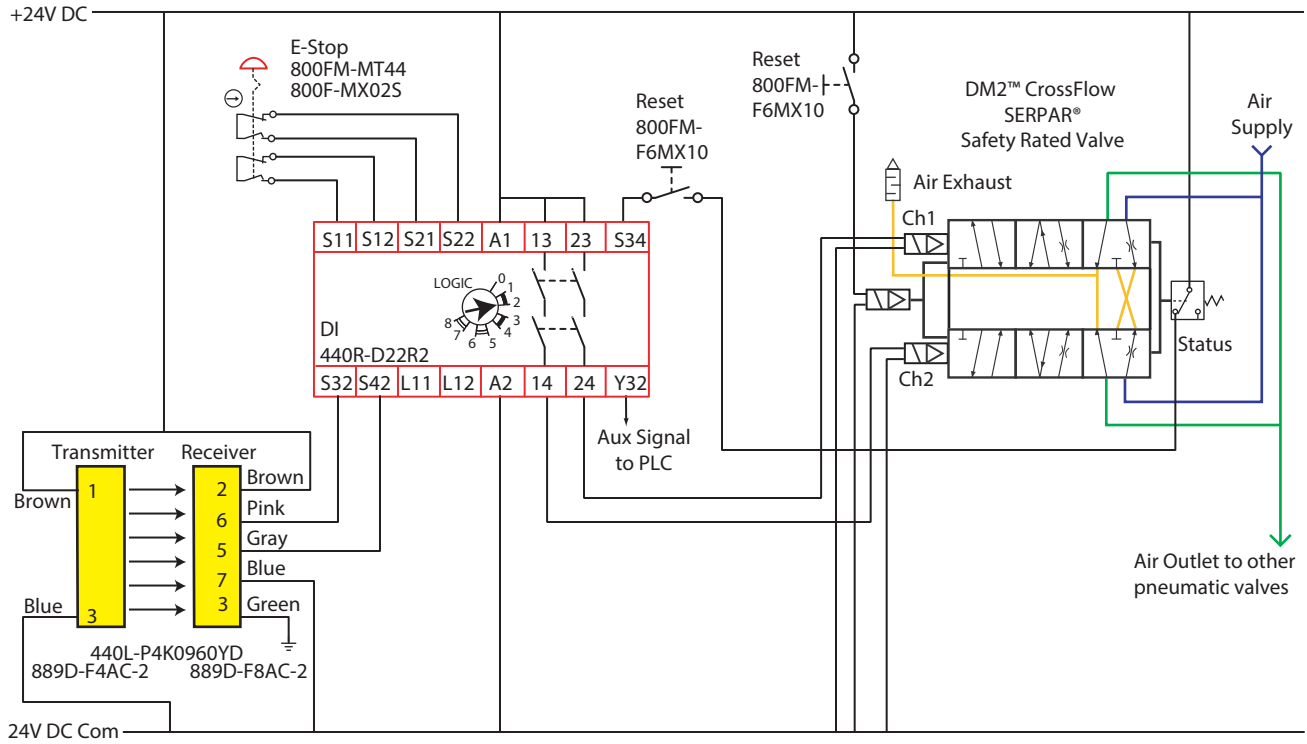 +24V DC
E-Stop
800FM-MT44
800F-MX02S
Reset
800FM-
F6MX10
Reset
800FM-
F6MX10
DM2™ CrossFlow
SERPAR®
Safety Rated Valve
Air
Supply
Air Exhaust
Ch1
Ch2
Status
S11 S12 S21 S22 A1 13 23 S34
LOGIC
0
1
2
3
4
5
6
7
8
DI
440R-D22R2
S32 S42 L11 L12 A2 14 24 Y32
Aux Signal
to PLC
Transmitter Receiver
Brown 1 2 Brown
6 Pink
5 Gray
7 Blue
Blue 3 3 Green
440L-P4K0960YD
889D-F4AC-2 889D-F8AC-2
Air Outlet to other
pneumatic valves
24V DC Com